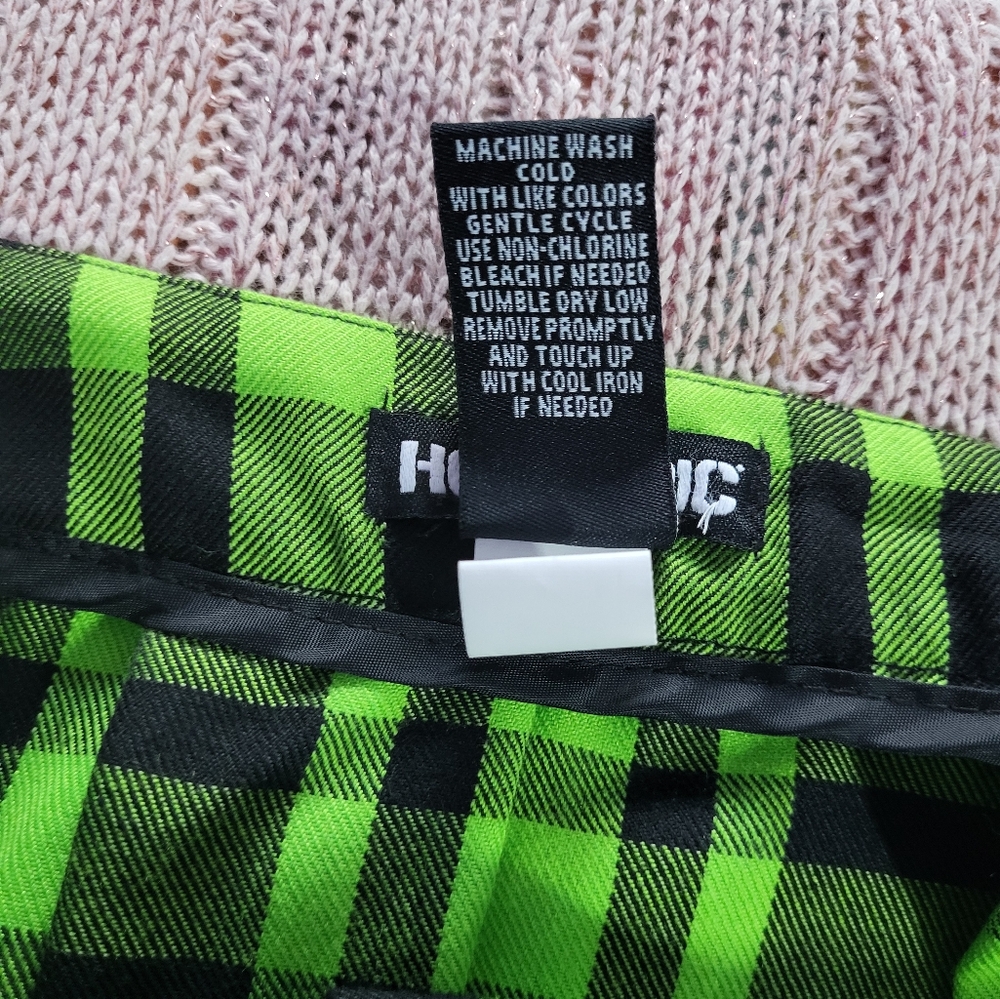 MACHINE WASH
COLD
WITH LIKE COLORS
GENTLE CYCLE
USE NON-CHLORINE
BLEACH IF NEEDED
TUMBLE DRY LOW
REMOVE PROMPTLY
AND TOUCH UP
WITH COOL IRON
IF NEEDED